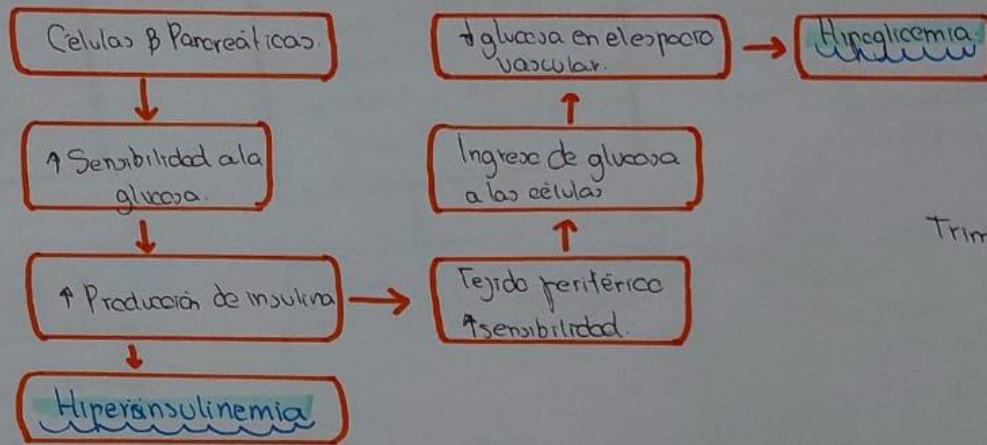 Células β Pancreáticas.
↑ Sensibilidad a la
glucosa.
↑ Producción de insulina
Hiperinsulinemia
Tejido periférico
↑sensibilidad.
Ingreso de glucosa
a las células
↓glucosa en el espacio
vascular.
Hipoglicemia
Trim